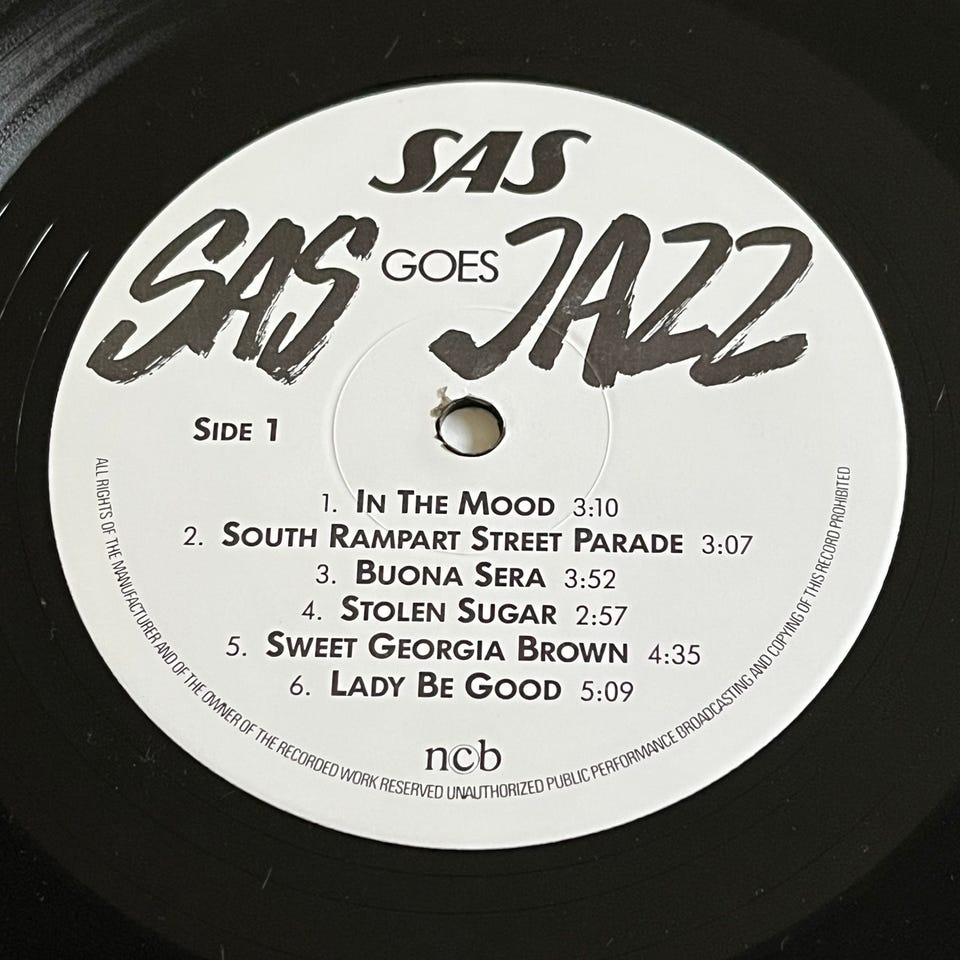 SAS
SAS GOES JAZZ
SIDE 1
1. IN THE MOOD 3:10
2. SOUTH RAMPART STREET PARADE 3:07
3. BUONA SERA 3:52
4. STOLEN SUGAR 2:57
5. SWEET GEORGIA BROWN 4:35
6. LADY BE GOOD 5:09
ncb
ALL RIGHTS OF THE MANUFACTURER AND OF THE OWNER OF THE RECORDED WORK RESERVED UNAUTHORIZED PUBLIC PERFORMANCE BROADCASTING AND COPYING OF THIS RECORD PROHIBITED